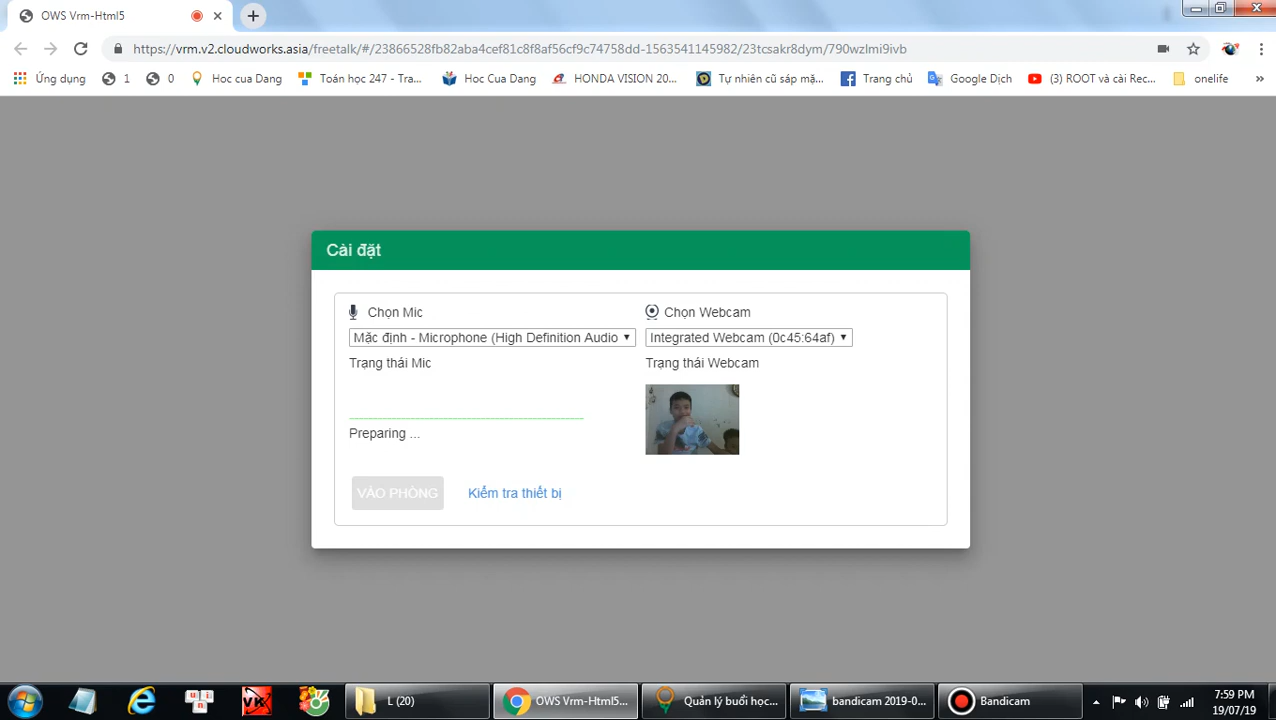 OWS Vrm-Html5
https://vrm.v2.cloudworks.asia/freetalk/#/23866528fb82aba4cef81c8f8af56cf9c74758dd-1563541145982/23tcsakr8dym/790wzlmi9ivb
Ứng dụng 1 0 Hoc cua Dang Toán học 247 - Tra... Học Cua Dang HONDA VISION 20... Tự nhiên cũ sáp mặ... Trang chủ Google Dịch (3) ROOT và cài Rec... onelife »
Cài đặt
Chọn Mic Chọn Webcam
Mặc định - Microphone (High Definition Audio Integrated Webcam (0c45:64af)
Trạng thái Mic Trạng thái Webcam
Preparing ...
VÀO PHÒNG Kiểm tra thiết bị
L (20) OWS Vrm-Html5... Quản lý buổi học... bandicam 2019-0... Bandicam 7:59 PM
19/07/19